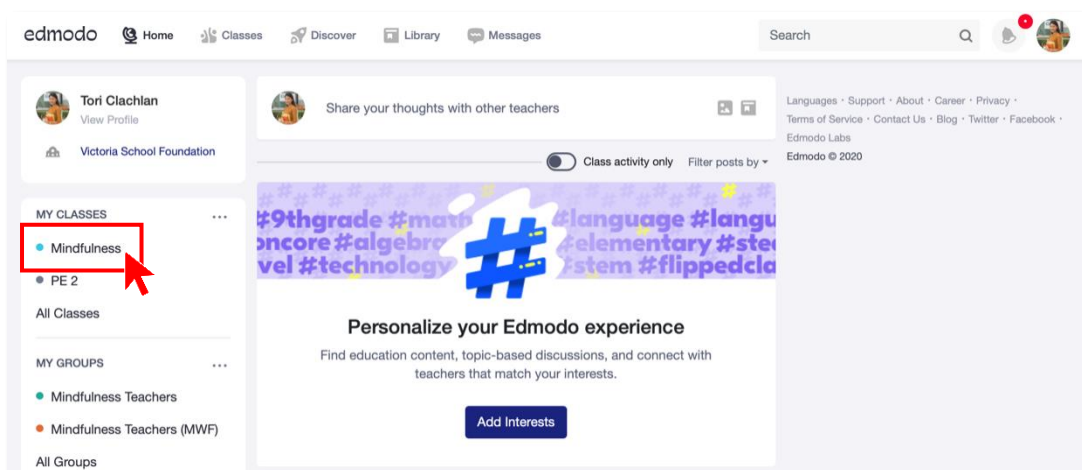 edmodo Home Classes Discover Library Messages Search
Tori Clachlan
View Profile
Victoria School Foundation
MY CLASSES ...
Mindfulness
PE 2
All Classes
MY GROUPS ...
Mindfulness Teachers
Mindfulness Teachers (MWF)
All Groups
Share your thoughts with other teachers
Class activity only Filter posts by
#9thgrade #math #language #langu
oncore #algebra #elementary #ste
vel #technology #stem #flippedcla
Personalize your Edmodo experience
Find education content, topic-based discussions, and connect with
teachers that match your interests.
Add Interests
Languages · Support · About · Career · Privacy ·
Terms of Service · Contact Us · Blog · Twitter · Facebook ·
Edmodo Labs
Edmodo © 2020